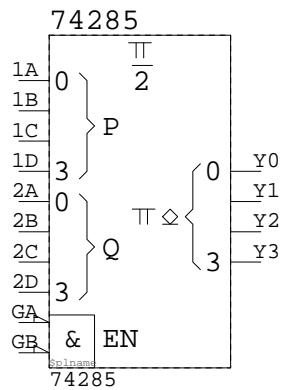 74285
π
2
1A 0
1B
1C P
1D 3
2A 0
2B
2C Q
2D 3
π
0 Y0
Y1
Y2
3 Y3
GA
GB & EN
$plname
74285